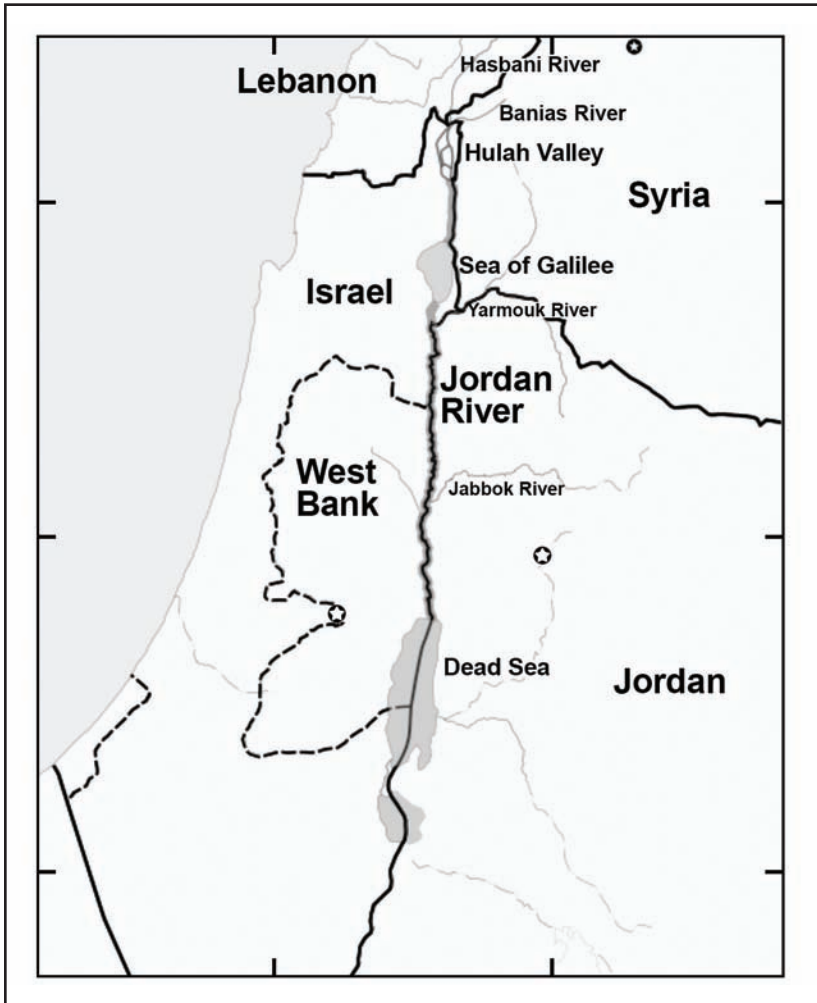 Hasbani River
Lebanon
Banias River
Hulah Valley
Syria
Sea of Galilee
Israel
Yarmouk River
Jordan
River
West
Bank
Jabbok River
Dead Sea
Jordan